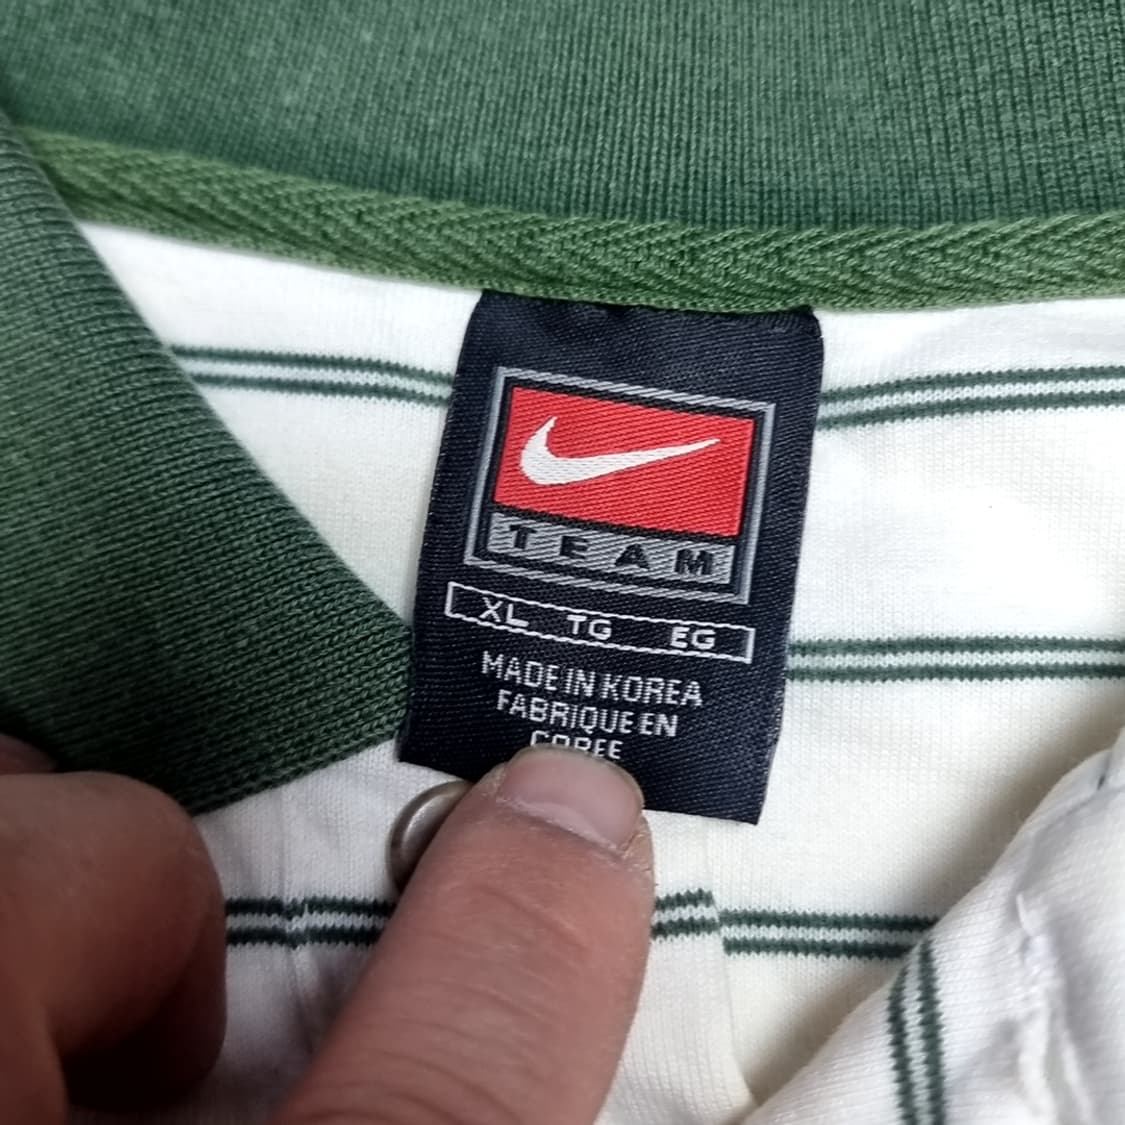 TEAM
XL TG EG
MADE IN KOREA
FABRIQUE EN
COREE